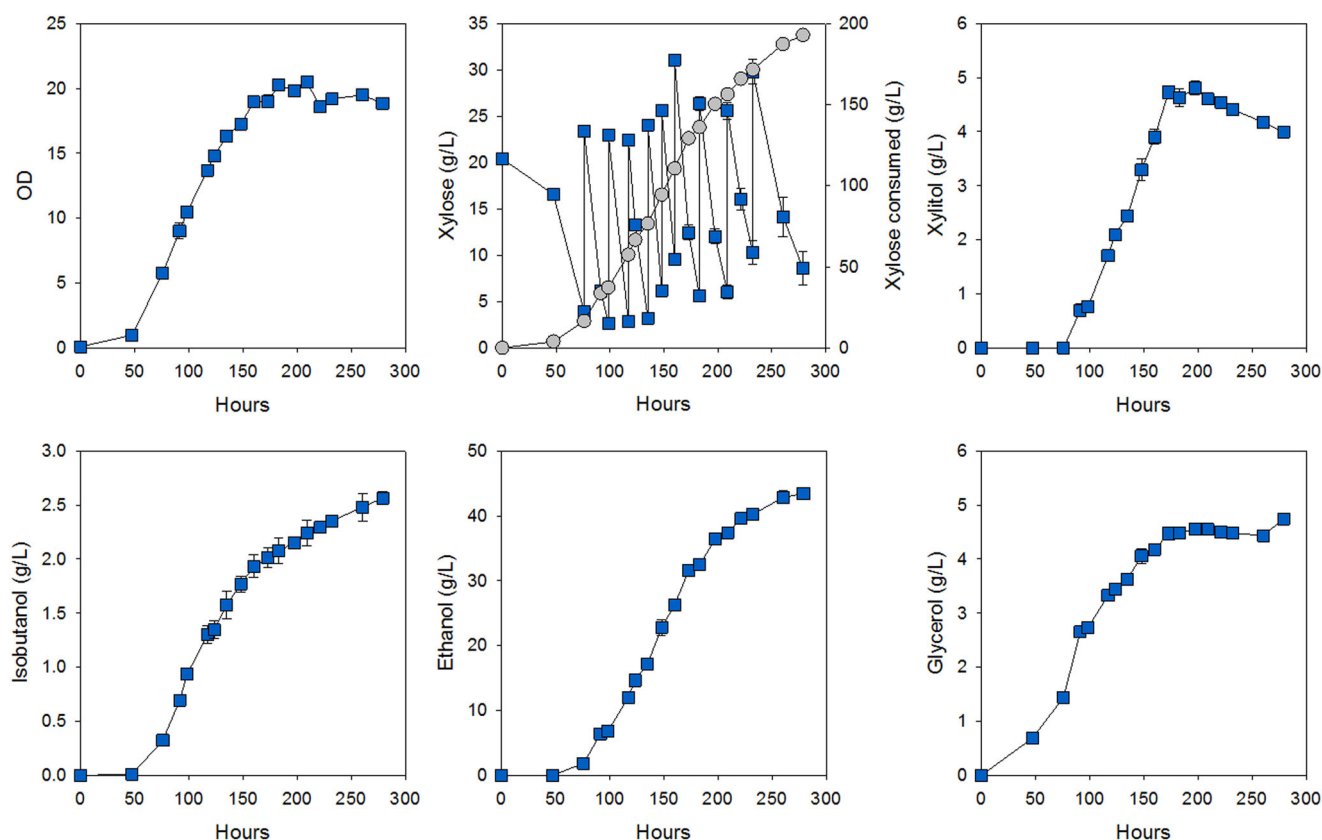 OD
25
20
15
10
5
0
0 50 100 150 200 250 300
Hours
Xylose (g/L)
35
30
25
20
15
10
5
0
200
150
100
50
0
Xylose consumed (g/L)
0 50 100 150 200 250 300
Hours
Xylitol (g/L)
6
5
4
3
2
1
0
0 50 100 150 200 250 300
Hours
Isobutanol (g/L)
3.0
2.5
2.0
1.5
1.0
0.5
0.0
0 50 100 150 200 250 300
Hours
Ethanol (g/L)
50
40
30
20
10
0
0 50 100 150 200 250 300
Hours
Glycerol (g/L)
6
5
4
3
2
1
0
0 50 100 150 200 250 300
Hours